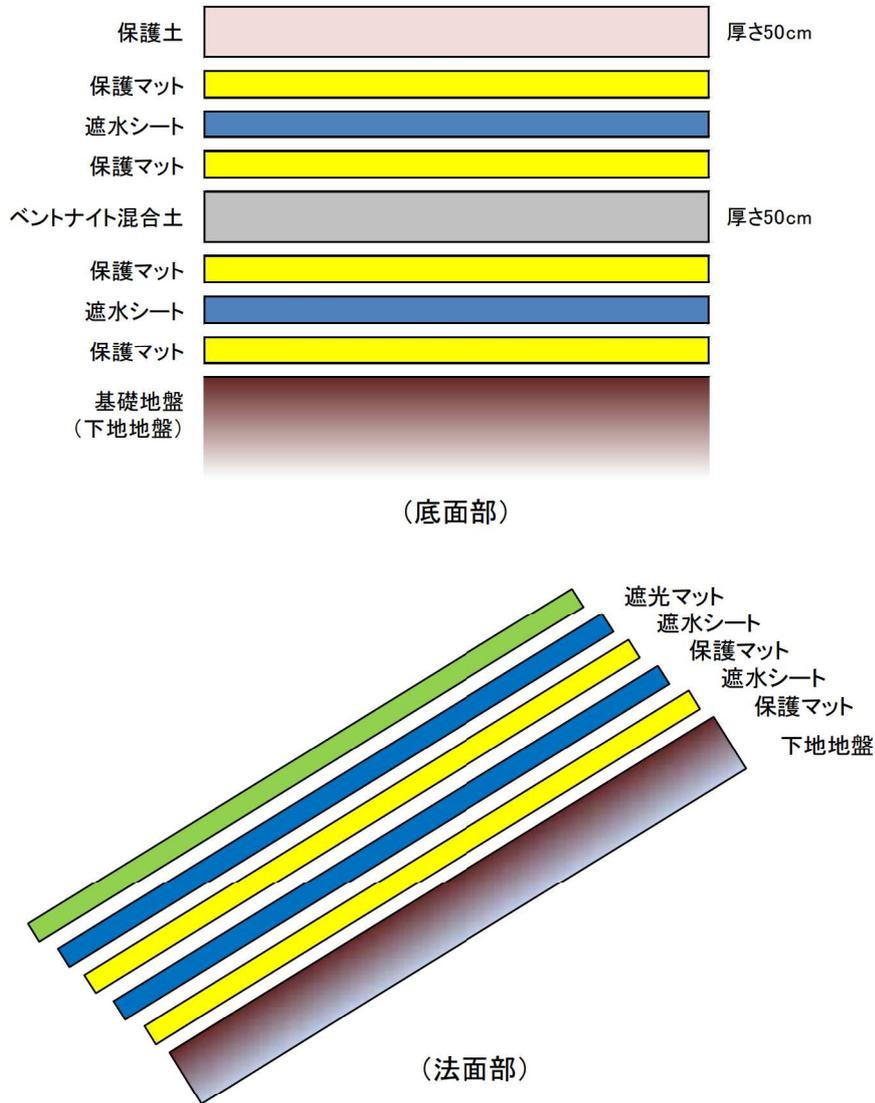 保護土
厚さ50cm
保護マット
遮水シート
保護マット
ベントナイト混合土
厚さ50cm
保護マット
遮水シート
保護マット
基礎地盤
（下地地盤）
（底面部）
遮光マット
遮水シート
保護マット
遮水シート
保護マット
下地地盤
（法面部）